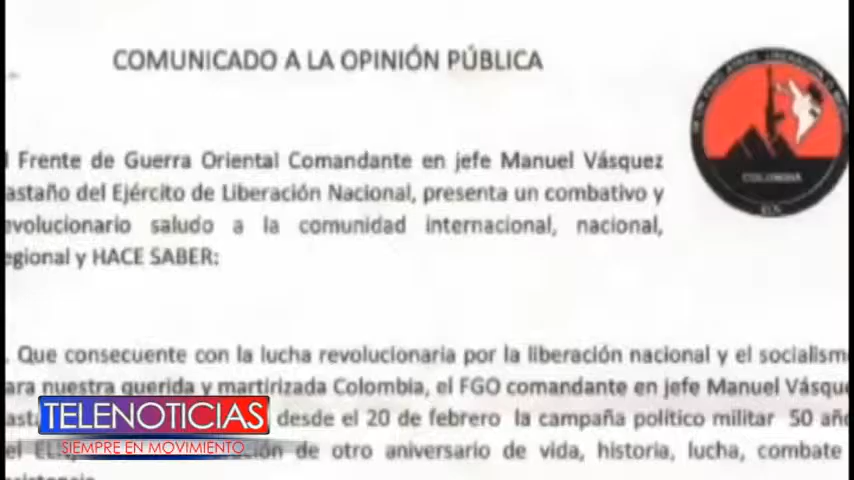 COMUNICADO A LA OPINIÓN PÚBLICA
Frente de Guerra Oriental Comandante en jefe Manuel Vásquez
astaño del Ejército de Liberación Nacional, presenta un combativo y
evolucionario saludo a la comunidad internacional, nacional,
egional y HACE SABER:
COLOMBIA
ELN
. Que consecuente con la lucha revolucionaria por la liberación nacional y el socialism
ara nuestra querida y martirizada Colombia, el FGO comandante en jefe Manuel Vásque
desde el 20 de febrero la campaña político militar 50 año
de otro aniversario de vida, historia, lucha, combate
TELENOTICIAS
SIEMPRE EN MOVIMIENTO